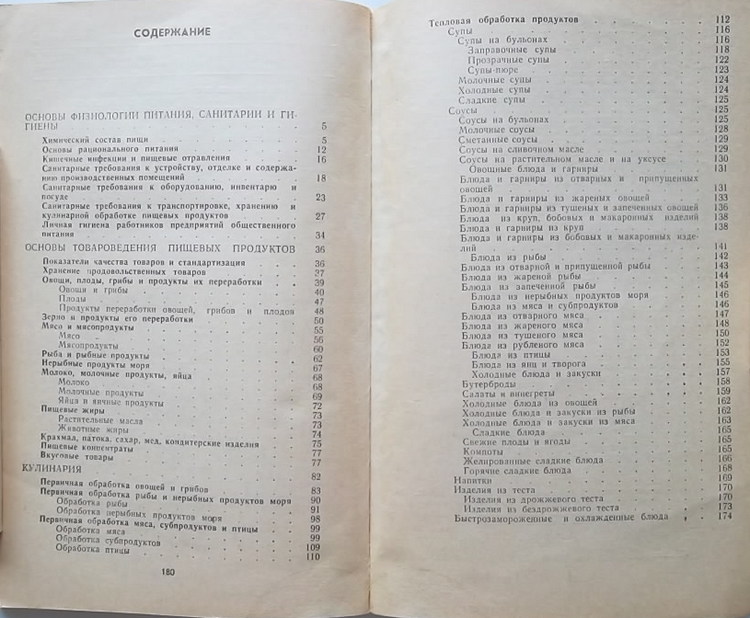 СОДЕРЖАНИЕ
ОСНОВЫ ФИЗИОЛОГИИ ПИТАНИЯ, САНИТАРИИ И ГИ-
ГИЕНЫ . . . 5
Химический состав пищи . . . 5
Основы рационального питания . . . 12
Кишечные инфекции и пищевые отравления . . . 16
Санитарные требования к устройству, отделке и содержа-
нию производственных помещений . . . 18
Санитарные требования к оборудованию, инвентарю и
посуде . . . 23
Санитарные требования к транспортировке, хранению и
кулинарной обработке пищевых продуктов . . . 27
Личная гигиена работников предприятий общественного
питания . . . 34
ОСНОВЫ ТОВАРОВЕДЕНИЯ ПИЩЕВЫХ ПРОДУКТОВ 36
Показатели качества товаров и стандартизация . . . 36
Хранение продовольственных товаров . . . 37
Овощи, плоды, грибы и продукты их переработки . . . 39
Овощи и грибы . . . 40
Плоды . . . 47
Продукты переработки овощей, грибов и плодов 48
Зерно и продукты его переработки . . . 50
Мясо и мясопродукты . . . 55
Мясо . . . 56
Мясопродукты . . . 60
Рыба и рыбные продукты . . . 62
Нерыбные продукты моря . . . 67
Молоко, молочные продукты, яйца . . . 68
Молоко . . . 68
Молочные продукты . . . 69
Яйца и яичные продукты . . . 72
Пищевые жиры . . . 73
Растительные масла . . . 73
Животные жиры . . . 74
Крахмал, патока, сахар, мед, кондитерские изделия . . . 75
Пищевые концентраты . . . 77
Вкусовые товары . . . 77
КУЛИНАРИЯ . . . 82
Первичная обработка овощей и грибов . . . 83
Первичная обработка рыбы и нерыбных продуктов моря 90
Обработка рыбы . . . 91
Обработка нерыбных продуктов моря . . . 98
Первичная обработка мяса, субпродуктов и птицы . . . 99
Обработка мяса . . . 99
Обработка субпродуктов . . . 109
Обработка птицы . . . 110
180
Тепловая обработка продуктов . . . 112
Супы . . . 116
Супы на бульонах . . . 116
Заправочные супы . . . 118
Прозрачные супы . . . 122
Супы-пюре . . . 123
Молочные супы . . . 124
Холодные супы . . . 124
Сладкие супы . . . 125
Соусы . . . 125
Соусы на бульонах . . . 125
Молочные соусы . . . 128
Сметанные соусы . . . 129
Соусы на сливочном масле . . . 129
Соусы на растительном масле и на уксусе . . . 130
Овощные блюда и гарниры . . . 131
Блюда и гарниры из отварных и припущенных
овощей . . . 131
Блюда и гарниры из жареных овощей . . . 133
Блюда и гарниры из тушеных и запеченных овощей 136
Блюда из круп, бобовых и макаронных изделий 138
Блюда и гарниры из круп . . . 138
Блюда и гарниры из бобовых и макаронных изде-
лий . . . 141
Блюда из рыбы . . . 142
Блюда из отварной и припущенной рыбы . . . 143
Блюда из жареной рыбы . . . 144
Блюда из запеченной рыбы . . . 145
Блюда из нерыбных продуктов моря . . . 146
Блюда из мяса и субпродуктов . . . 146
Блюда из отварного мяса . . . 147
Блюда из жареного мяса . . . 148
Блюда из тушеного мяса . . . 150
Блюда из рубленого мяса . . . 152
Блюда из птицы . . . 153
Блюда из яиц и творога . . . 155
Холодные блюда и закуски . . . 157
Бутерброды . . . 158
Салаты и винегреты . . . 159
Холодные блюда из овощей . . . 162
Холодные блюда и закуски из рыбы . . . 162
Холодные блюда и закуски из мяса . . . 163
Сладкие блюда . . . 165
Свежие плоды и ягоды . . . 165
Компоты . . . 165
Желированные сладкие блюда . . . 166
Горячие сладкие блюда . . . 168
Напитки . . . 169
Изделия из теста . . . 170
Изделия из дрожжевого теста . . . 170
Изделия из бездрожжевого теста . . . 173
Быстрозамороженные и охлажденные блюда . . . 174